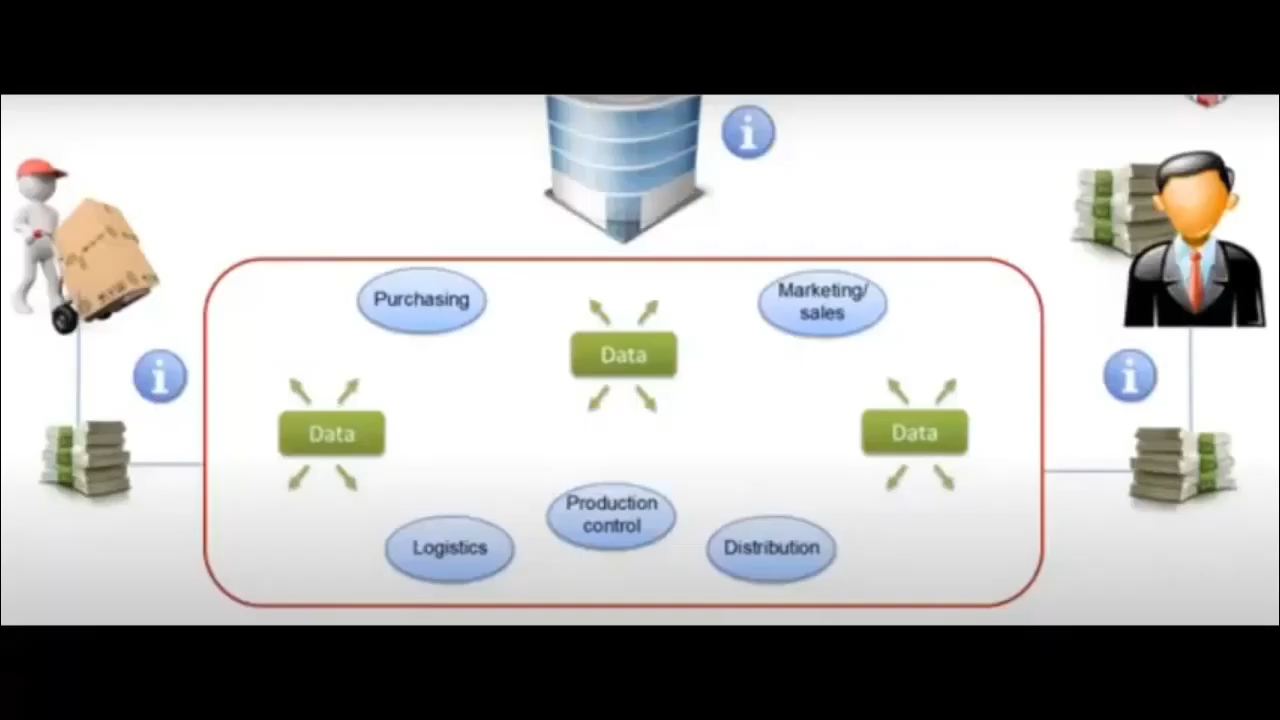 i
Purchasing
Marketing/
sales
Data
i
i
Data
Data
Production
control
Logistics
Distribution